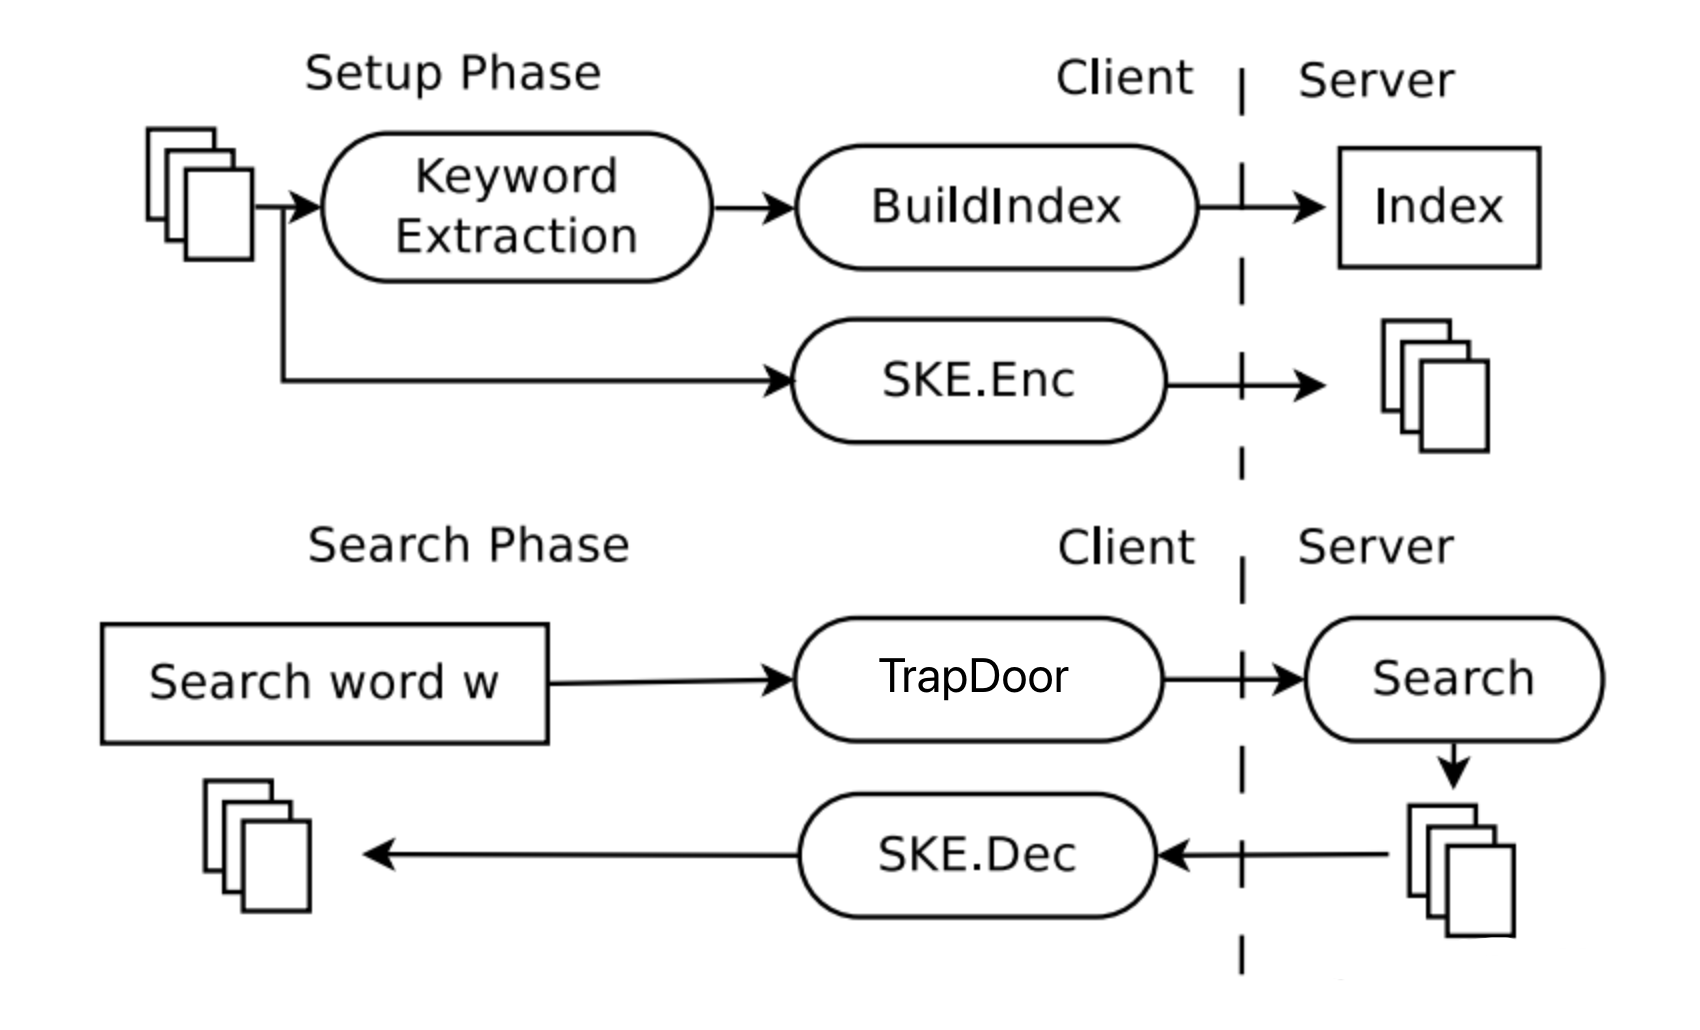 Setup Phase
Client
Server
Keyword
Extraction
BuildIndex
Index
SKE.Enc
Search Phase
Client
Server
Search word w
TrapDoor
Search
SKE.Dec